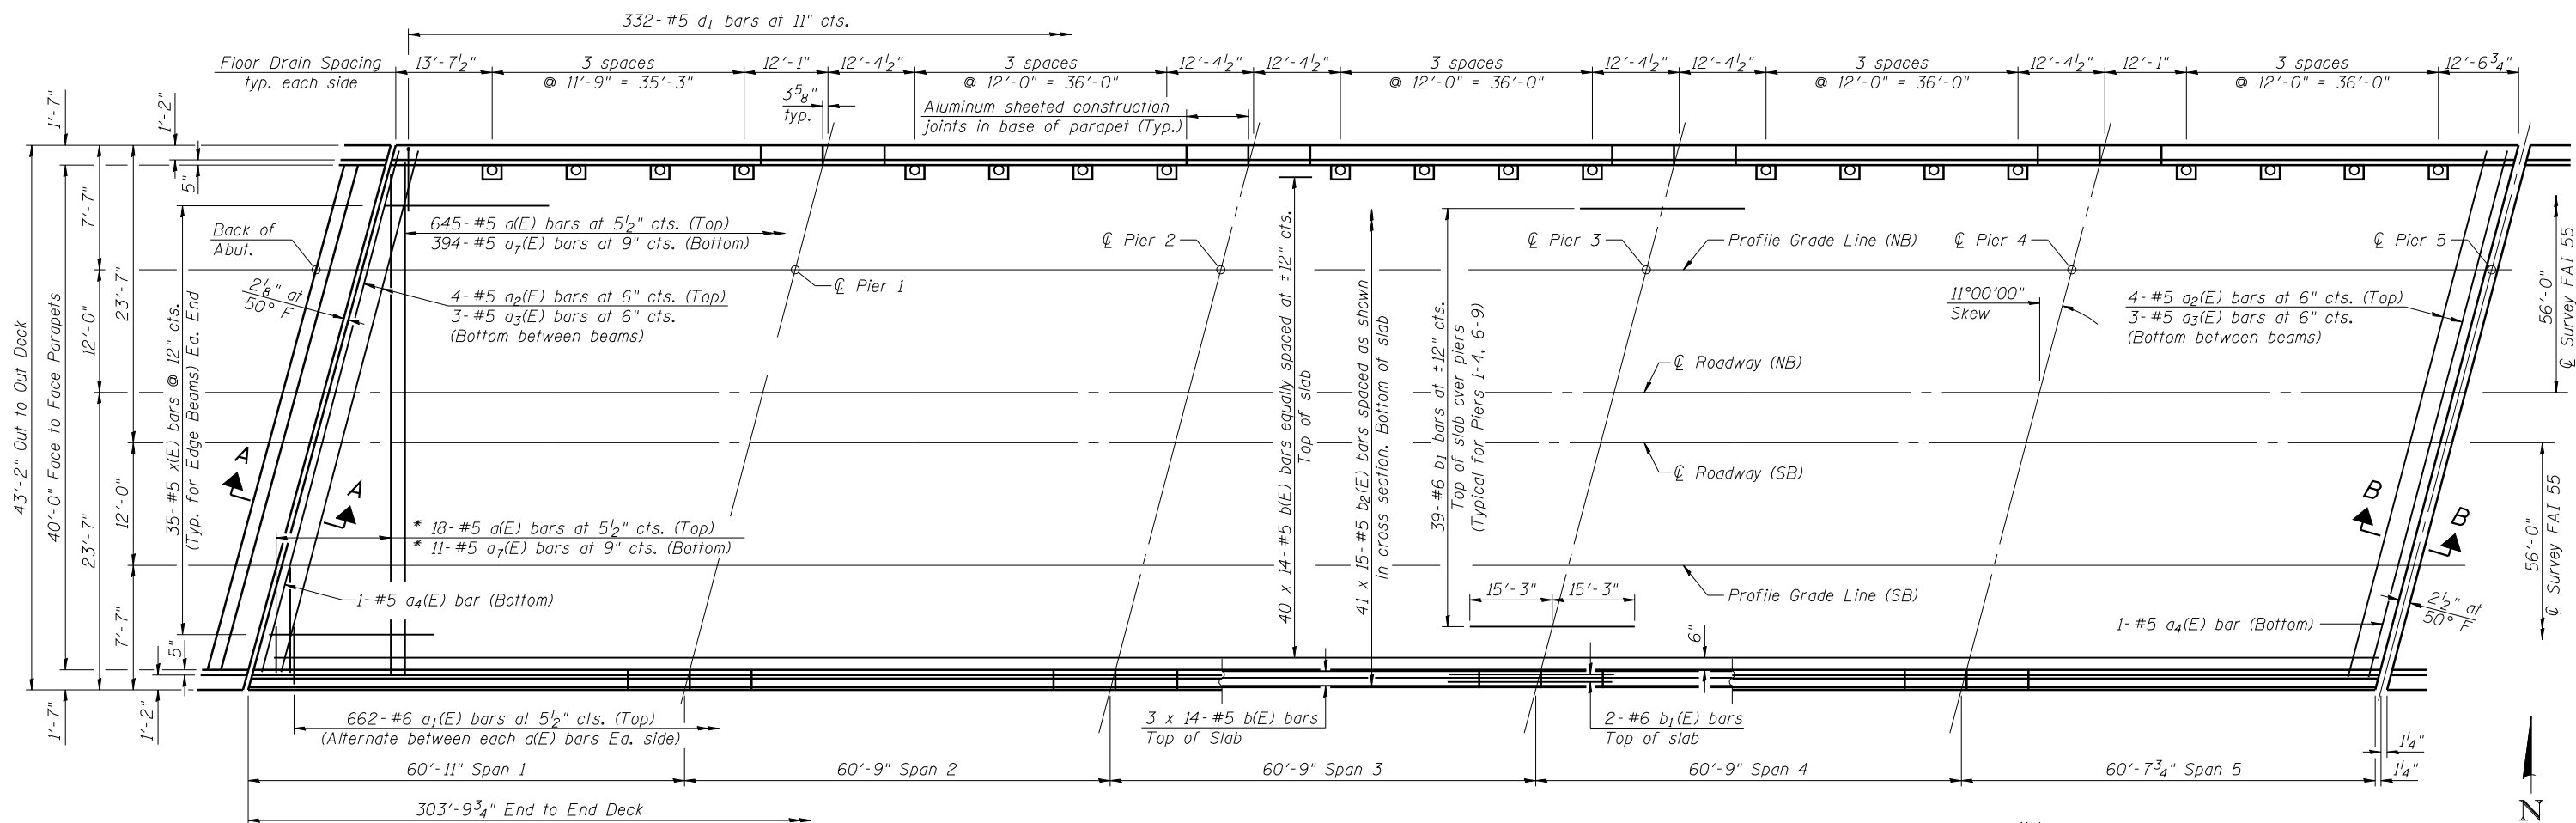 332-#5 d1 bars at 11" cts.
Floor Drain Spacing
typ. each side
13'-7½"
3 spaces
@ 11'-9" = 35'-3"
12'-1"
12'-4½"
3 spaces
@ 12'-0" = 36'-0"
12'-4½"
12'-4½"
3 spaces
@ 12'-0" = 36'-0"
12'-4½"
12'-4½"
3 spaces
@ 12'-0" = 36'-0"
12'-4½"
12'-1"
3 spaces
@ 12'-0" = 36'-0"
12'-6¾"
3⅝"
typ.
Aluminum sheeted construction
joints in base of parapet (Typ.)
1'-7"
1'-2"
5"
43'-2" Out to Out Deck
40'-0" Face to Face Parapets
7'-7"
12'-0"
23'-7"
23'-7"
12'-0"
7'-7"
35-#5 x(E) bars @ 12" cts.
(Typ. for Edge Beams) Ea. End
Back of
Abut.
645-#5 a(E) bars at 5½" cts. (Top)
394-#5 a7(E) bars at 9" cts. (Bottom)
2⅛" at
50° F
4-#5 a2(E) bars at 6" cts. (Top)
3-#5 a3(E) bars at 6" cts.
(Bottom between beams)
℄ Pier 1
℄ Pier 2
℄ Pier 3
Profile Grade Line (NB)
℄ Pier 4
℄ Pier 5
11°00'00"
Skew
4-#5 a2(E) bars at 6" cts. (Top)
3-#5 a3(E) bars at 6" cts.
(Bottom between beams)
56'-0"
℄ Survey FAI 55
40 x 14-#5 b(E) bars equally spaced at ±12" cts.
Top of slab
41 x 15-#5 b2(E) bars spaced as shown
in cross section. Bottom of slab
39-#6 b1 bars at ±12" cts.
Top of slab over piers
(Typical for Piers 1-4, 6-9)
℄ Roadway (NB)
℄ Roadway (SB)
A
A
B
B
* 18-#5 a(E) bars at 5½" cts. (Top)
* 11-#5 a7(E) bars at 9" cts. (Bottom)
1-#5 a4(E) bar (Bottom)
15'-3"
15'-3"
Profile Grade Line (SB)
56'-0"
℄ Survey FAI 55
1-#5 a4(E) bar (Bottom)
2½" at
50° F
6"
5"
1'-7"
1'-2"
662-#6 a1(E) bars at 5½" cts. (Top)
(Alternate between each a(E) bars Ea. side)
3 x 14-#5 b(E) bars
Top of Slab
2-#6 b1(E) bars
Top of slab
1¼"
1¼"
60'-11" Span 1
60'-9" Span 2
60'-9" Span 3
60'-9" Span 4
60'-7¾" Span 5
303'-9¾" End to End Deck
N